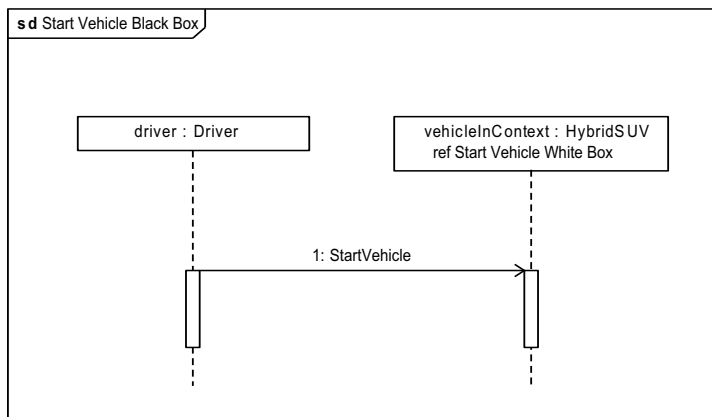 sd Start Vehicle Black Box
driver : Driver
vehicleInContext : HybridSUV
ref Start Vehicle White Box
1: StartVehicle